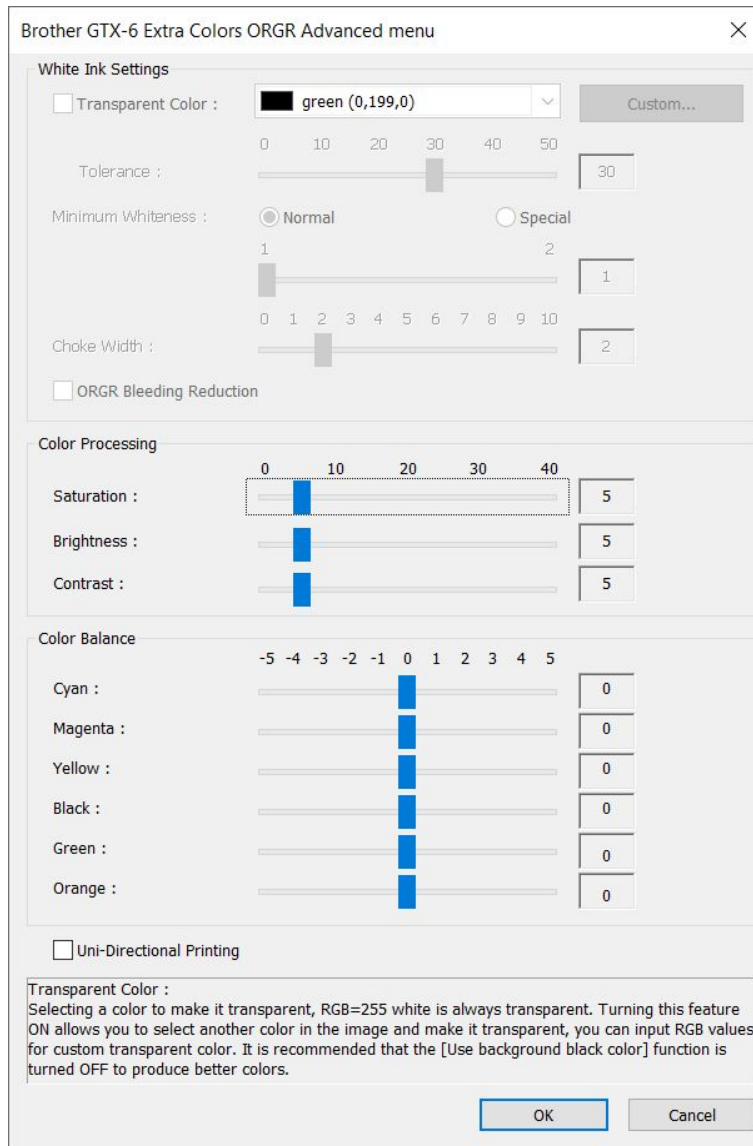 Brother GTX-6 Extra Colors ORGR Advanced menu
White Ink Settings
Transparent Color : green (0,199,0) Custom...
0 10 20 30 40 50
Tolerance : 30
Minimum Whiteness : Normal Special
1 2
1
0 1 2 3 4 5 6 7 8 9 10
Choke Width : 2
ORGR Bleeding Reduction
Color Processing
0 10 20 30 40
Saturation : 5
Brightness : 5
Contrast : 5
Color Balance
-5 -4 -3 -2 -1 0 1 2 3 4 5
Cyan : 0
Magenta : 0
Yellow : 0
Black : 0
Green : 0
Orange : 0
Uni-Directional Printing
Transparent Color :
Selecting a color to make it transparent, RGB=255 white is always transparent. Turning this feature
ON allows you to select another color in the image and make it transparent, you can input RGB values
for custom transparent color. It is recommended that the [Use background black color] function is
turned OFF to produce better colors.
OK Cancel